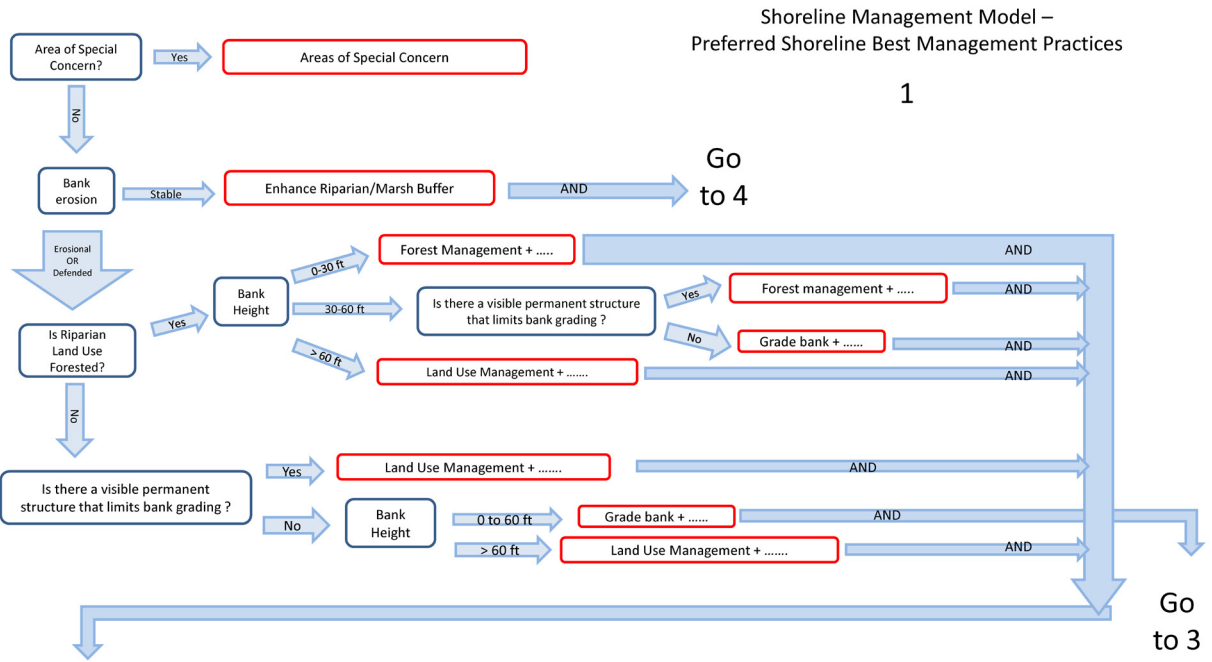 Shoreline Management Model –
Preferred Shoreline Best Management Practices
1
Area of Special
Concern?
Yes
Areas of Special Concern
No
Bank
erosion
Stable
Enhance Riparian/Marsh Buffer
AND
Go
to 4
Erosional
OR
Defended
Is Riparian
Land Use
Forested?
Yes
Bank
Height
0-30 ft
Forest Management + …..
AND
30-60 ft
Is there a visible permanent structure
that limits bank grading ?
Yes
Forest management + …..
AND
No
Grade bank + ……
AND
> 60 ft
Land Use Management + …….
AND
No
Is there a visible permanent
structure that limits bank grading ?
Yes
Land Use Management + …….
AND
No
Bank
Height
0 to 60 ft
Grade bank + ……
AND
> 60 ft
Land Use Management + …….
AND
Go
to 3